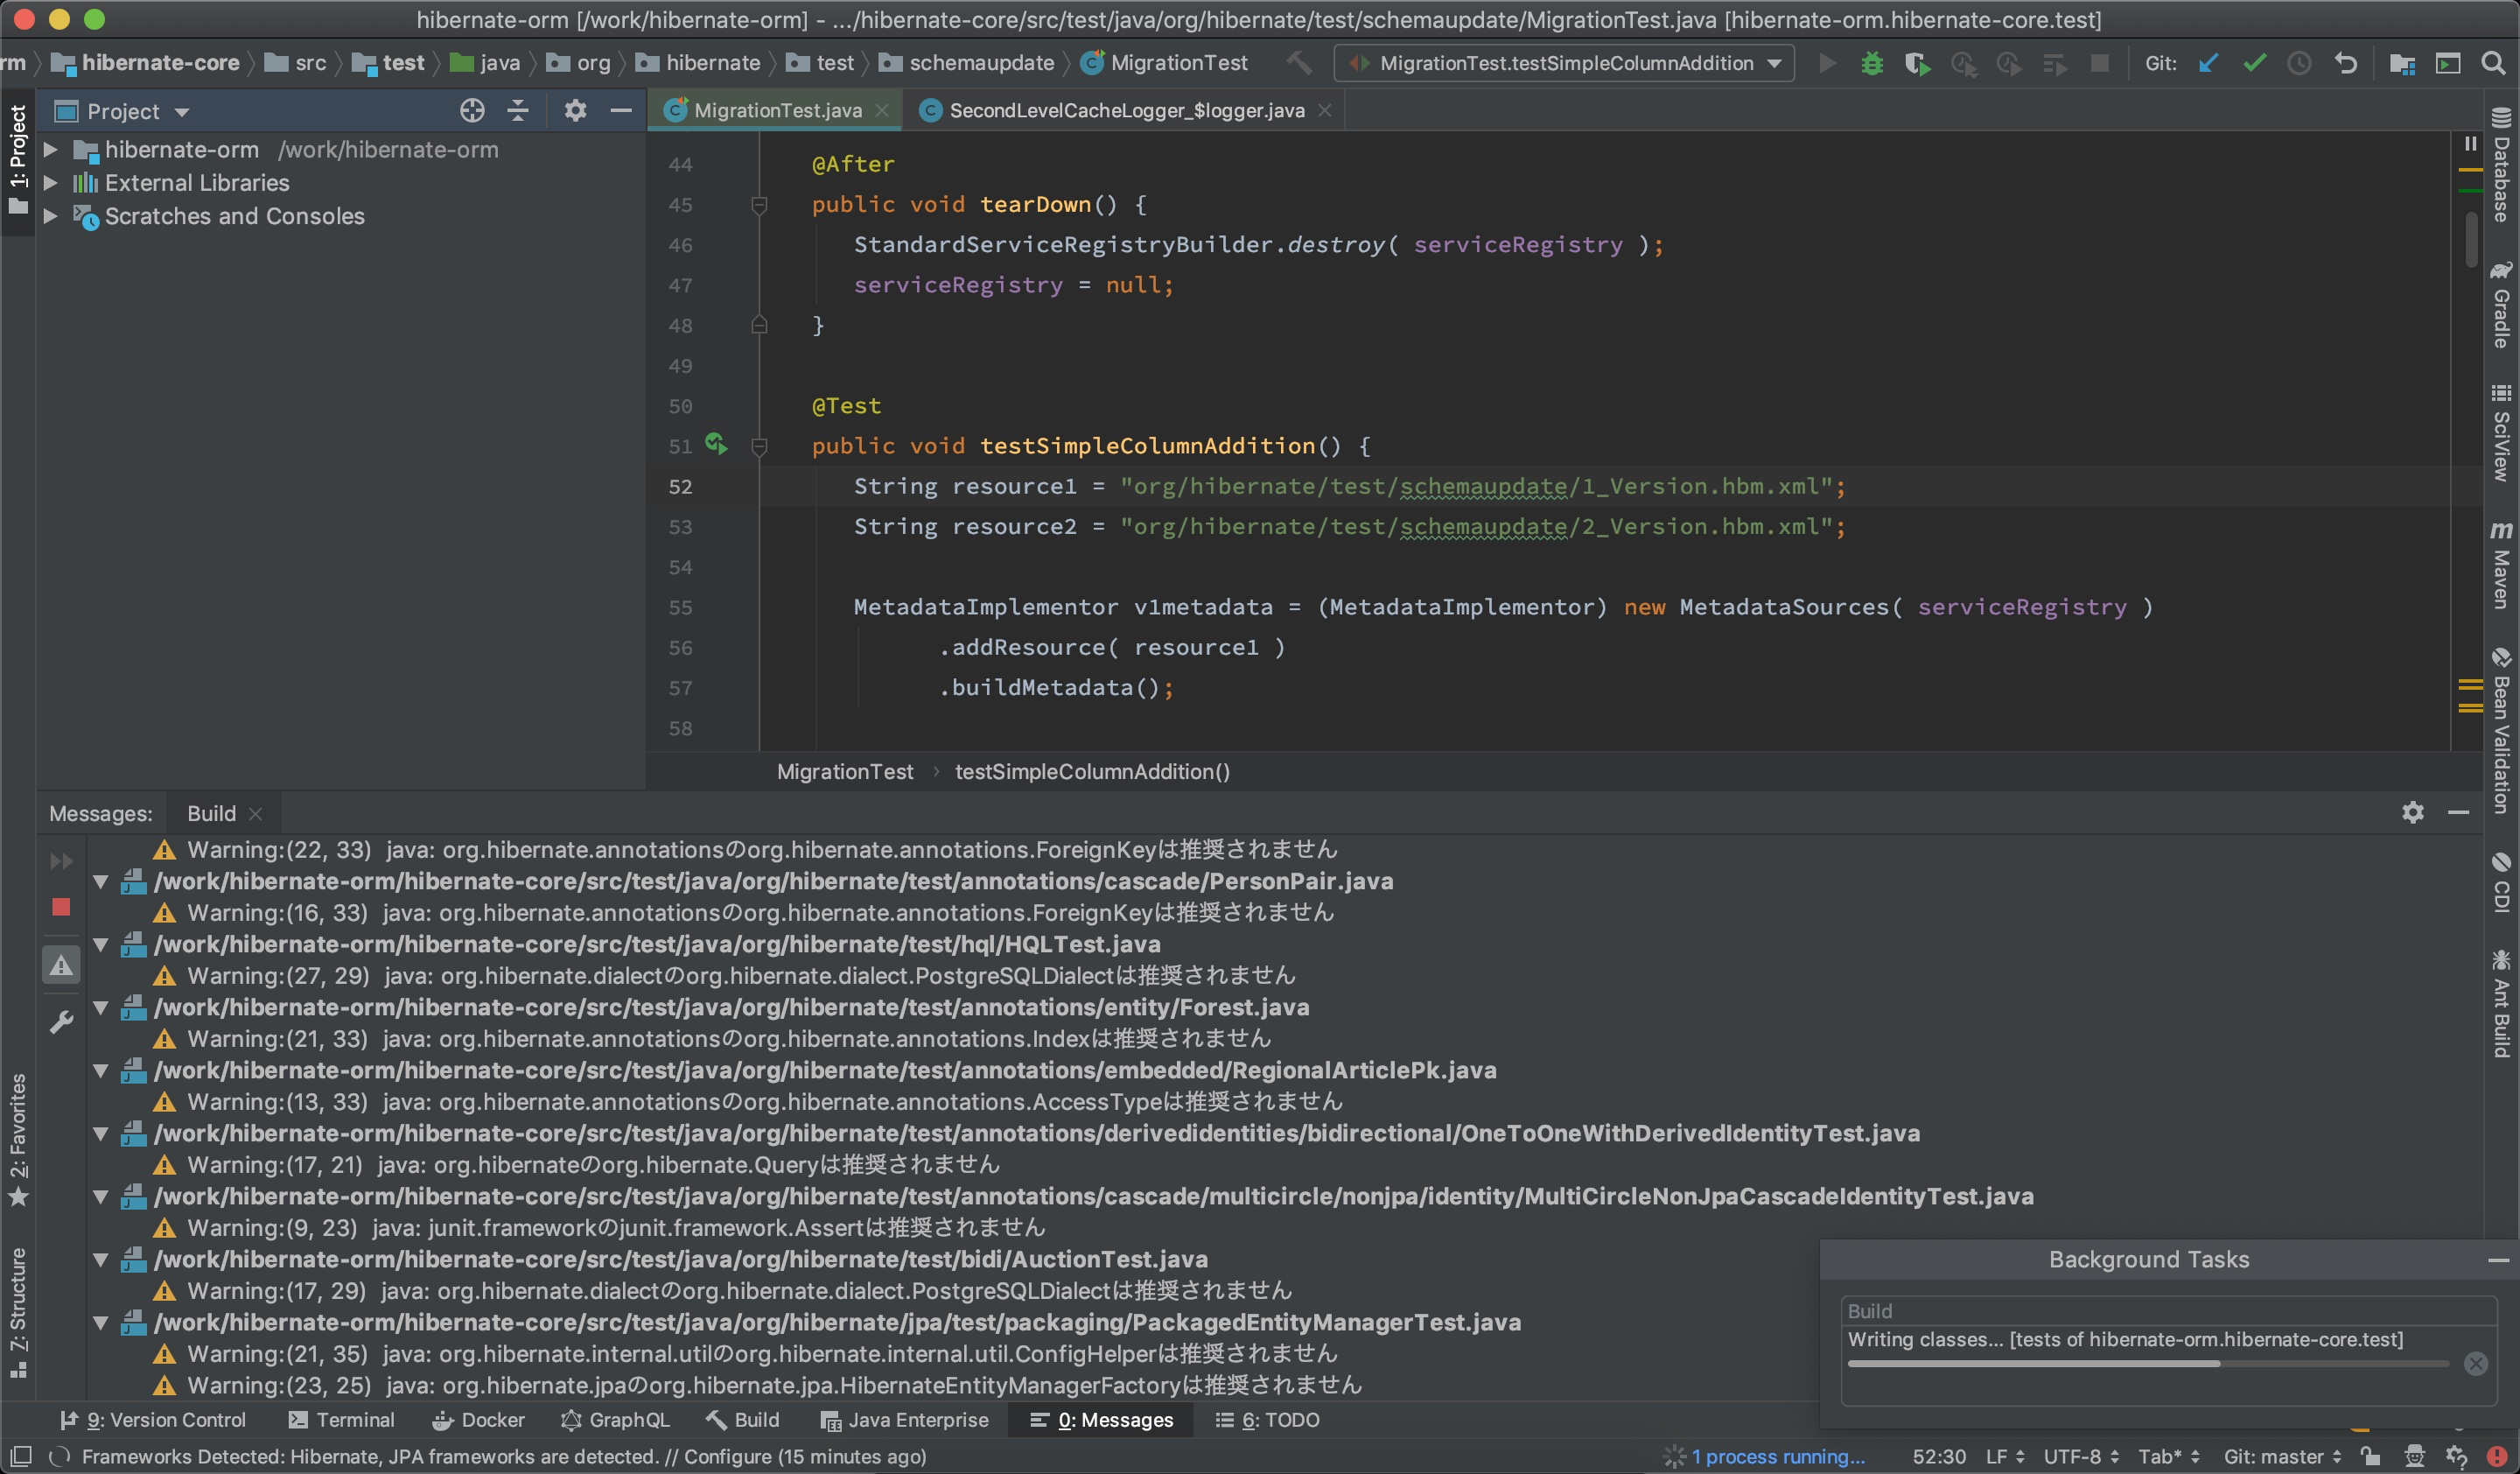 hibernate-orm [/work/hibernate-orm] - .../hibernate-core/src/test/java/org/hibernate/test/schemaupdate/MigrationTest.java [hibernate-orm.hibernate-core.test]
rm hibernate-core src test java org hibernate test schemaupdate MigrationTest MigrationTest.testSimpleColumnAddition Git:
1: Project
Project
hibernate-orm /work/hibernate-orm
External Libraries
Scratches and Consoles
MigrationTest.java SecondLevelCacheLogger_$logger.java
44 @After
45 public void tearDown() {
46 StandardServiceRegistryBuilder.destroy( serviceRegistry );
47 serviceRegistry = null;
48 }
49
50 @Test
51 public void testSimpleColumnAddition() {
52 String resource1 = "org/hibernate/test/schemaupdate/1_Version.hbm.xml";
53 String resource2 = "org/hibernate/test/schemaupdate/2_Version.hbm.xml";
54
55 MetadataImplementor v1metadata = (MetadataImplementor) new MetadataSources( serviceRegistry )
56 .addResource( resource1 )
57 .buildMetadata();
58
MigrationTest › testSimpleColumnAddition()
Database
Gradle
SciView
Maven
Bean Validation
CDI
Ant Build
Messages: Build
Warning:(22, 33) java: org.hibernate.annotationsのorg.hibernate.annotations.ForeignKeyは推奨されません
/work/hibernate-orm/hibernate-core/src/test/java/org/hibernate/test/annotations/cascade/PersonPair.java
Warning:(16, 33) java: org.hibernate.annotationsのorg.hibernate.annotations.ForeignKeyは推奨されません
/work/hibernate-orm/hibernate-core/src/test/java/org/hibernate/test/hql/HQLTest.java
Warning:(27, 29) java: org.hibernate.dialectのorg.hibernate.dialect.PostgreSQLDialectは推奨されません
/work/hibernate-orm/hibernate-core/src/test/java/org/hibernate/test/annotations/entity/Forest.java
Warning:(21, 33) java: org.hibernate.annotationsのorg.hibernate.annotations.Indexは推奨されません
/work/hibernate-orm/hibernate-core/src/test/java/org/hibernate/test/annotations/embedded/RegionalArticlePk.java
Warning:(13, 33) java: org.hibernate.annotationsのorg.hibernate.annotations.AccessTypeは推奨されません
/work/hibernate-orm/hibernate-core/src/test/java/org/hibernate/test/annotations/derivedidentities/bidirectional/OneToOneWithDerivedIdentityTest.java
Warning:(17, 21) java: org.hibernateのorg.hibernate.Queryは推奨されません
/work/hibernate-orm/hibernate-core/src/test/java/org/hibernate/test/annotations/cascade/multicircle/nonjpa/identity/MultiCircleNonJpaCascadeIdentityTest.java
Warning:(9, 23) java: junit.frameworkのjunit.framework.Assertは推奨されません
/work/hibernate-orm/hibernate-core/src/test/java/org/hibernate/test/bidi/AuctionTest.java
Warning:(17, 29) java: org.hibernate.dialectのorg.hibernate.dialect.PostgreSQLDialectは推奨されません
/work/hibernate-orm/hibernate-core/src/test/java/org/hibernate/jpa/test/packaging/PackagedEntityManagerTest.java
Warning:(21, 35) java: org.hibernate.internal.utilのorg.hibernate.internal.util.ConfigHelperは推奨されません
Warning:(23, 25) java: org.hibernate.jpaのorg.hibernate.jpa.HibernateEntityManagerFactoryは推奨されません
2: Favorites
Z: Structure
Background Tasks
Build
Writing classes... [tests of hibernate-orm.hibernate-core.test]
9: Version Control Terminal Docker GraphQL Build Java Enterprise 0: Messages 6: TODO
Frameworks Detected: Hibernate, JPA frameworks are detected. // Configure (15 minutes ago) 1 process running... 52:30 LF UTF-8 Tab* Git: master